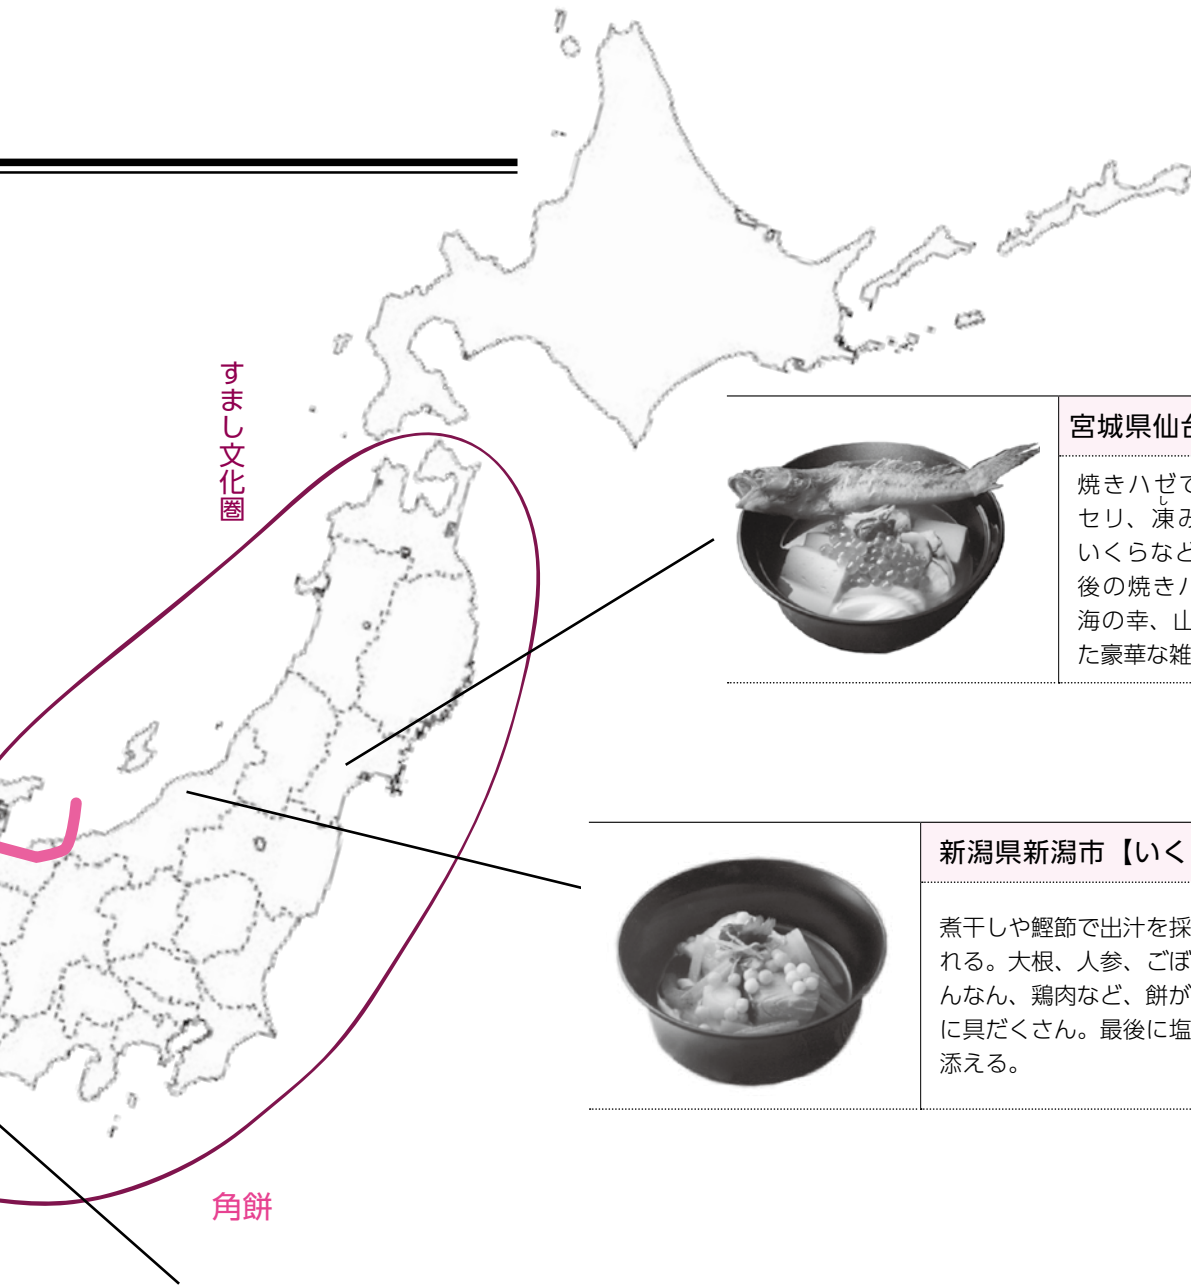 すまし文化圏
宮城県仙台
焼きハゼで
セリ、凍み
し
いくらなど
後の焼きハ
海の幸、山
た豪華な雑
新潟県新潟市【いく
煮干しや鰹節で出汁を採
れる。大根、人参、ごぼ
んなん、鶏肉など、餅が
に具だくさん。最後に塩
添える。
角餅